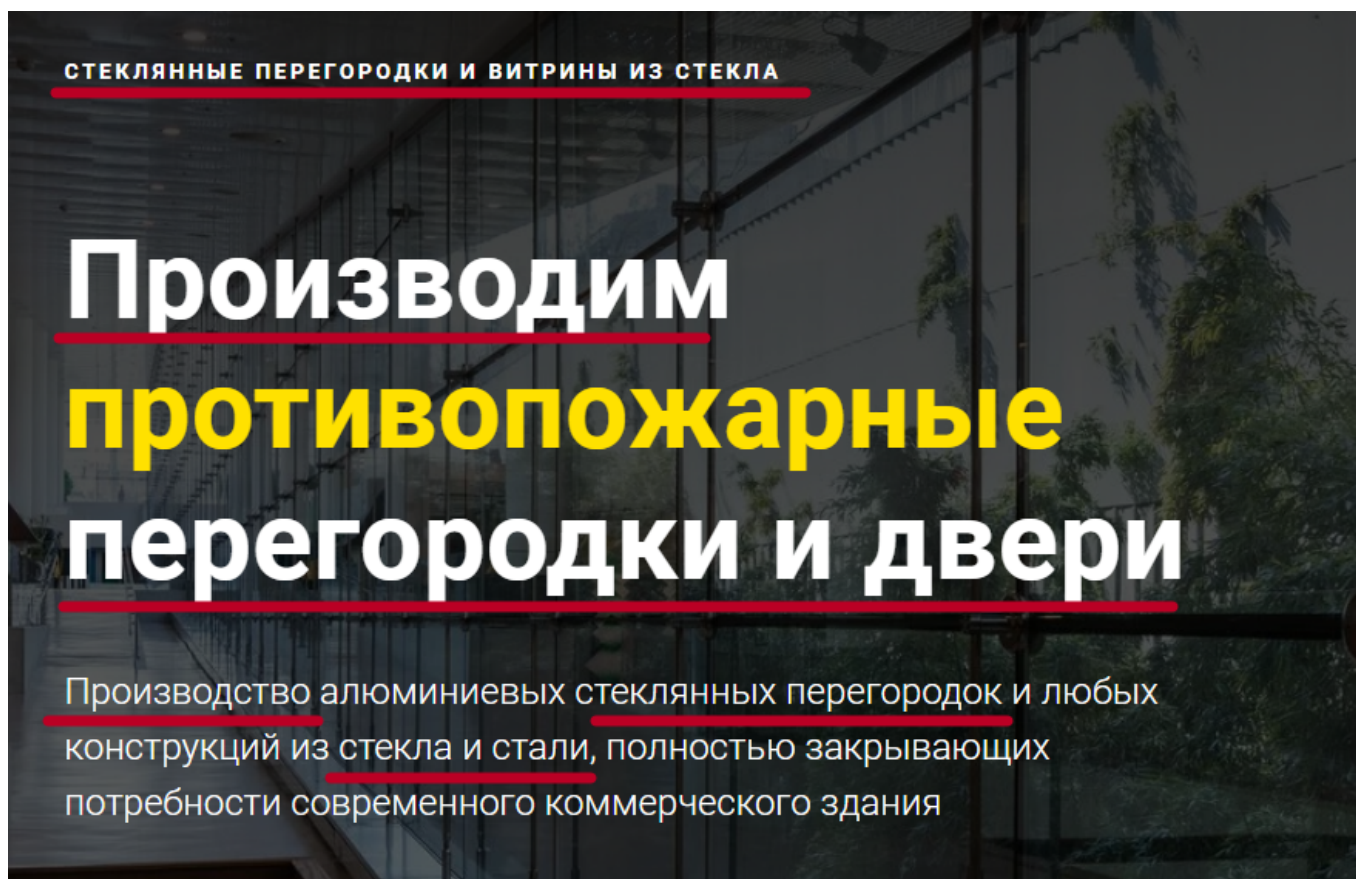 СТЕКЛЯННЫЕ ПЕРЕГОРОДКИ И ВИТРИНЫ ИЗ СТЕКЛА
Производим
противопожарные
перегородки и двери
Производство алюминиевых стеклянных перегородок и любых
конструкций из стекла и стали, полностью закрывающих
потребности современного коммерческого здания